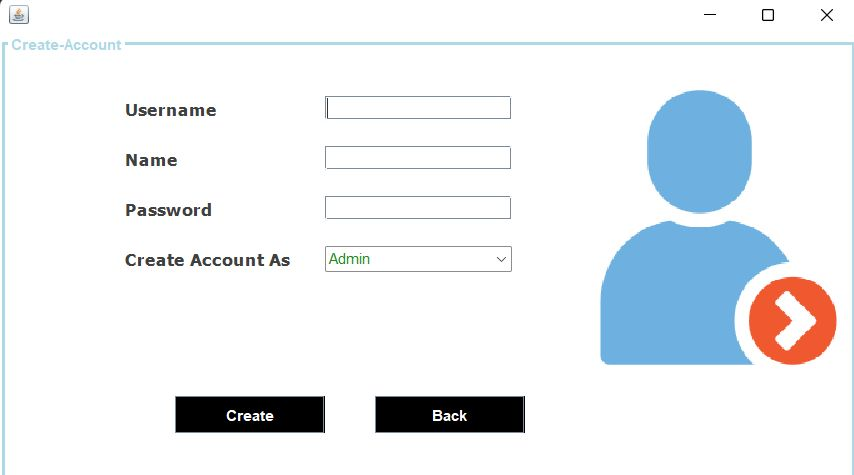 Create-Account
Username
Name
Password
Create Account As Admin
Create Back